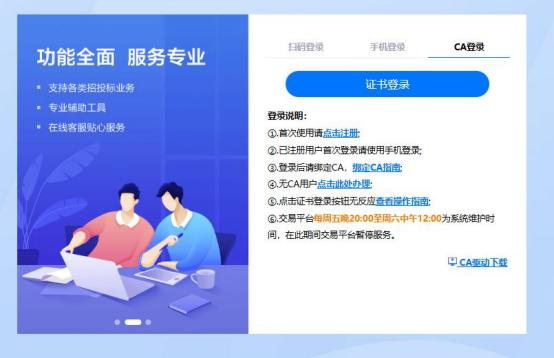 功能全面 服务专业
支持各类招投标业务
专业辅助工具
在线客服贴心服务
扫码登录 手机登录 CA登录
证书登录
登录说明：
①.首次使用请点击注册;
②.已注册用户首次登录请使用手机登录;
③.登录后请绑定CA，绑定CA指南;
④.无CA用户点击此处办理;
⑤.点击证书登录按钮无反应查看操作指南;
⑥.交易平台每周五晚20:00至周六中午12:00为系统维护时
间，在此期间交易平台暂停服务。
CA驱动下载